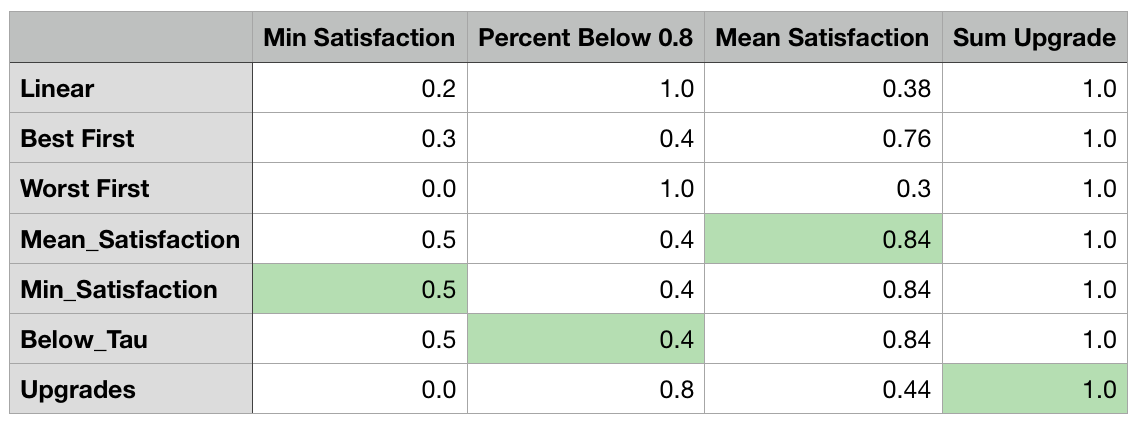 Min Satisfaction Percent Below 0.8 Mean Satisfaction Sum Upgrade
Linear 0.2 1.0 0.38 1.0
Best First 0.3 0.4 0.76 1.0
Worst First 0.0 1.0 0.3 1.0
Mean_Satisfaction 0.5 0.4 0.84 1.0
Min_Satisfaction 0.5 0.4 0.84 1.0
Below_Tau 0.5 0.4 0.84 1.0
Upgrades 0.0 0.8 0.44 1.0